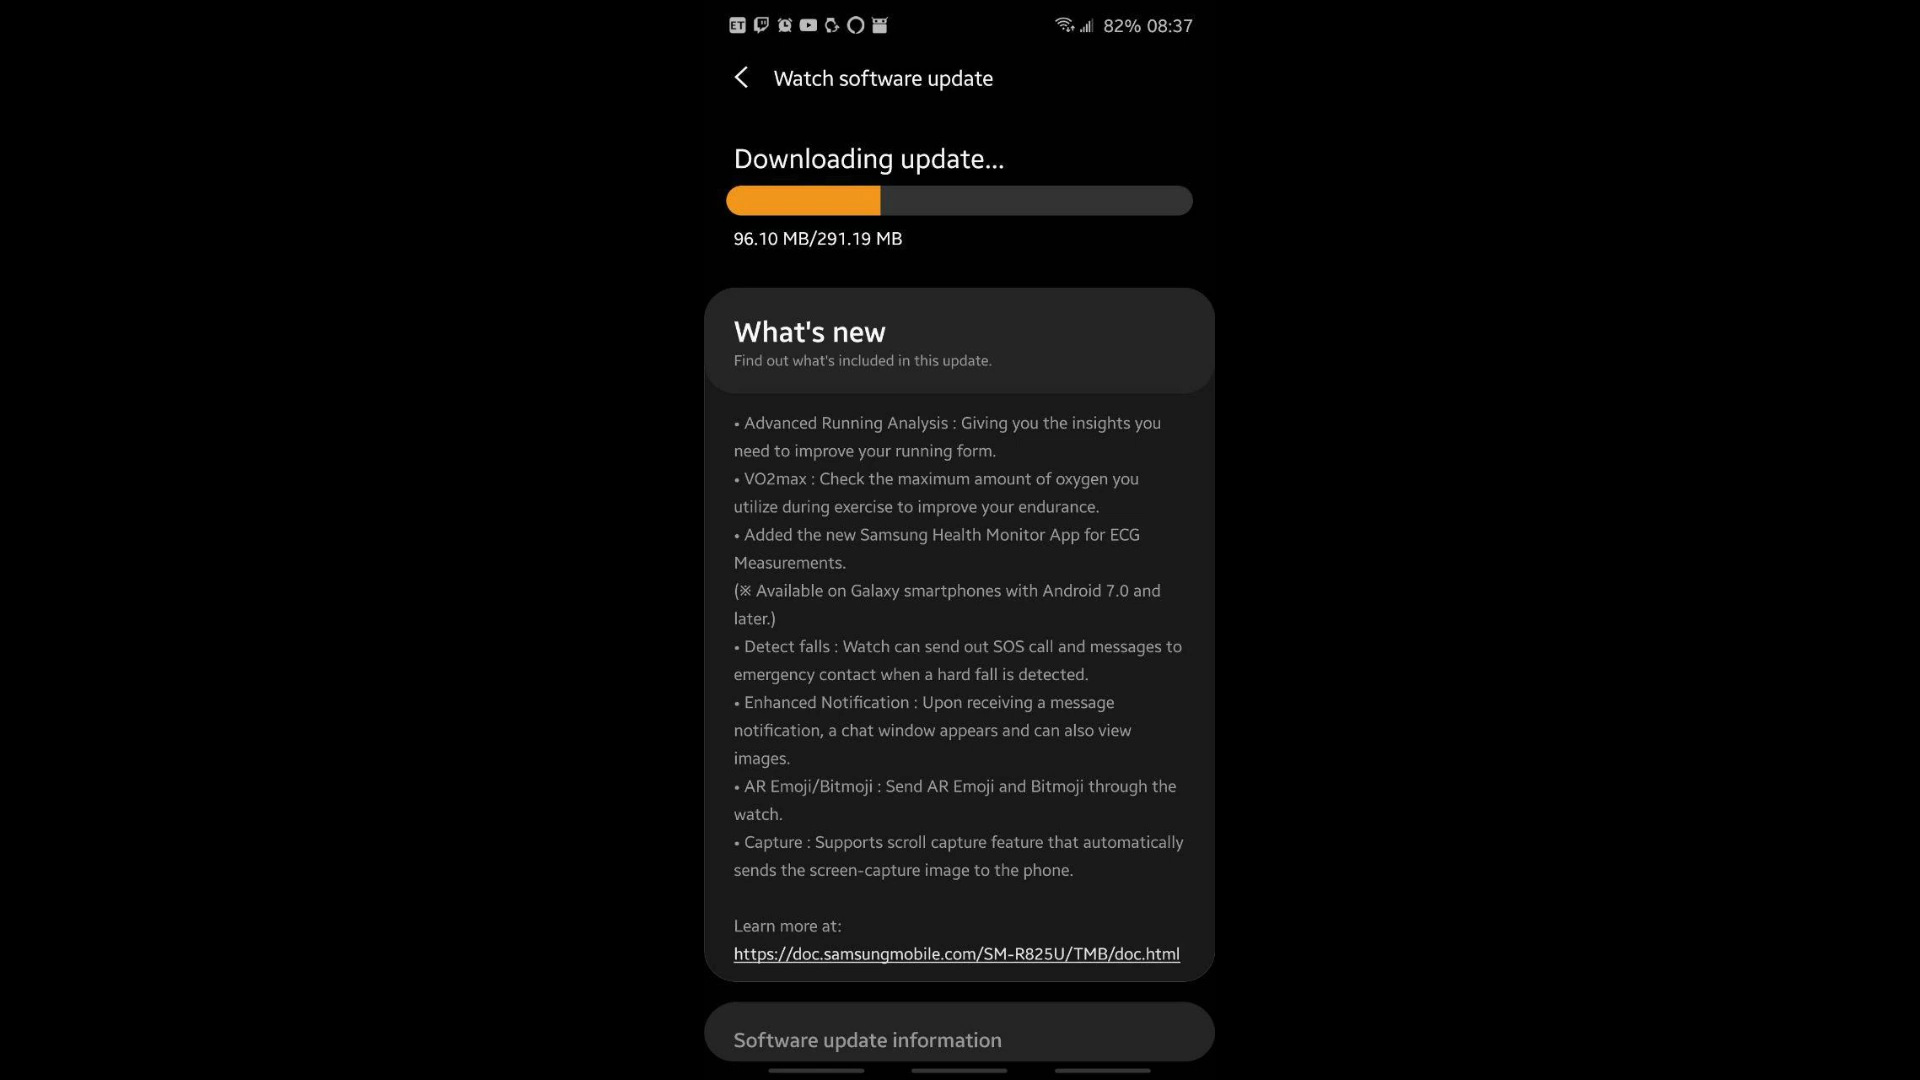 ET
82% 08:37
Watch software update
Downloading update...
96.10 MB/291.19 MB
What's new
Find out what's included in this update.
• Advanced Running Analysis : Giving you the insights you
need to improve your running form.
• VO2max : Check the maximum amount of oxygen you
utilize during exercise to improve your endurance.
• Added the new Samsung Health Monitor App for ECG
Measurements.
(※ Available on Galaxy smartphones with Android 7.0 and
later.)
• Detect falls : Watch can send out SOS call and messages to
emergency contact when a hard fall is detected.
• Enhanced Notification : Upon receiving a message
notification, a chat window appears and can also view
images.
• AR Emoji/Bitmoji : Send AR Emoji and Bitmoji through the
watch.
• Capture : Supports scroll capture feature that automatically
sends the screen-capture image to the phone.
Learn more at:
https://doc.samsungmobile.com/SM-R825U/TMB/doc.html
Software update information